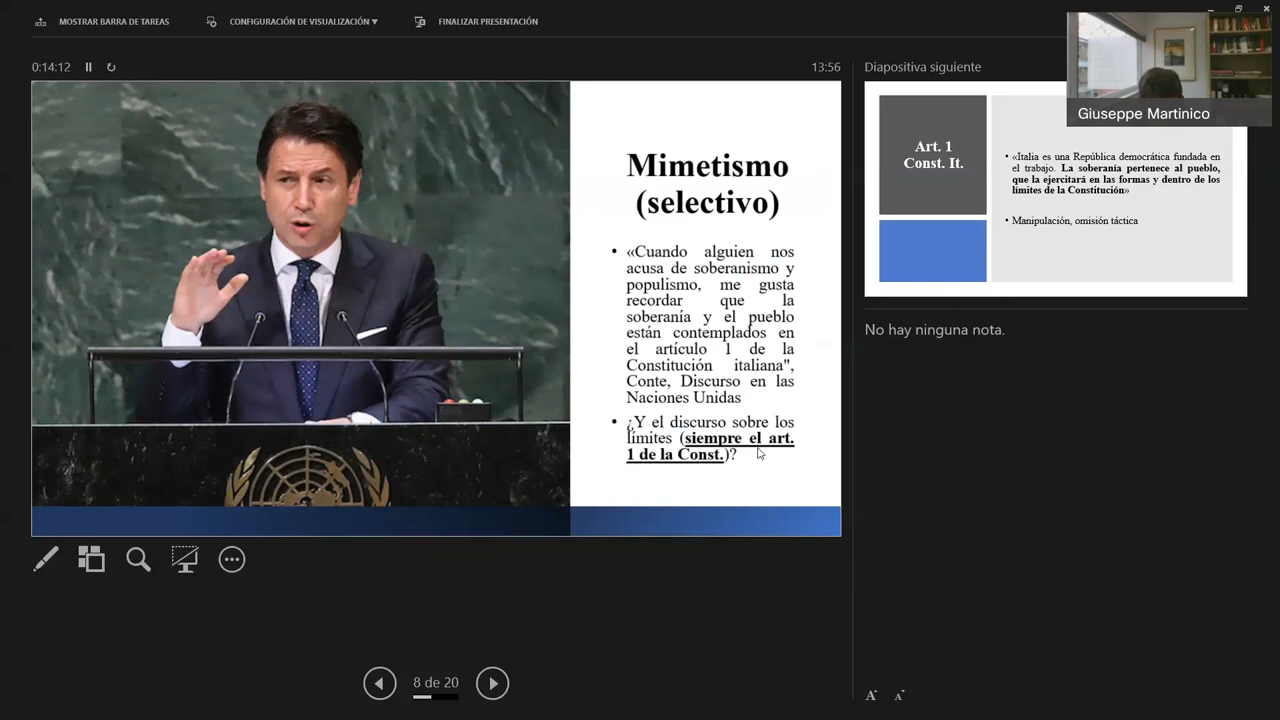 MOSTRAR BARRA DE TAREAS
CONFIGURACIÓN DE VISUALIZACIÓN ▼
FINALIZAR PRESENTACIÓN
0:14:12
13:56
Mimetismo
(selectivo)
• «Cuando alguien nos
acusa de soberanismo y
populismo, me gusta
recordar que la
soberanía y el pueblo
están contemplados en
el artículo 1 de la
Constitución italiana",
Conte, Discurso en las
Naciones Unidas
• ¿Y el discurso sobre los
límites (siempre el art.
1 de la Const.)?
Diapositiva siguiente
Giuseppe Martinico
Art. 1
Const. It.
• «Italia es una República democrática fundada en
el trabajo. La soberanía pertenece al pueblo,
que la ejercitará en las formas y dentro de los
límites de la Constitución»
• Manipulación, omisión táctica
No hay ninguna nota.
8 de 20
A A